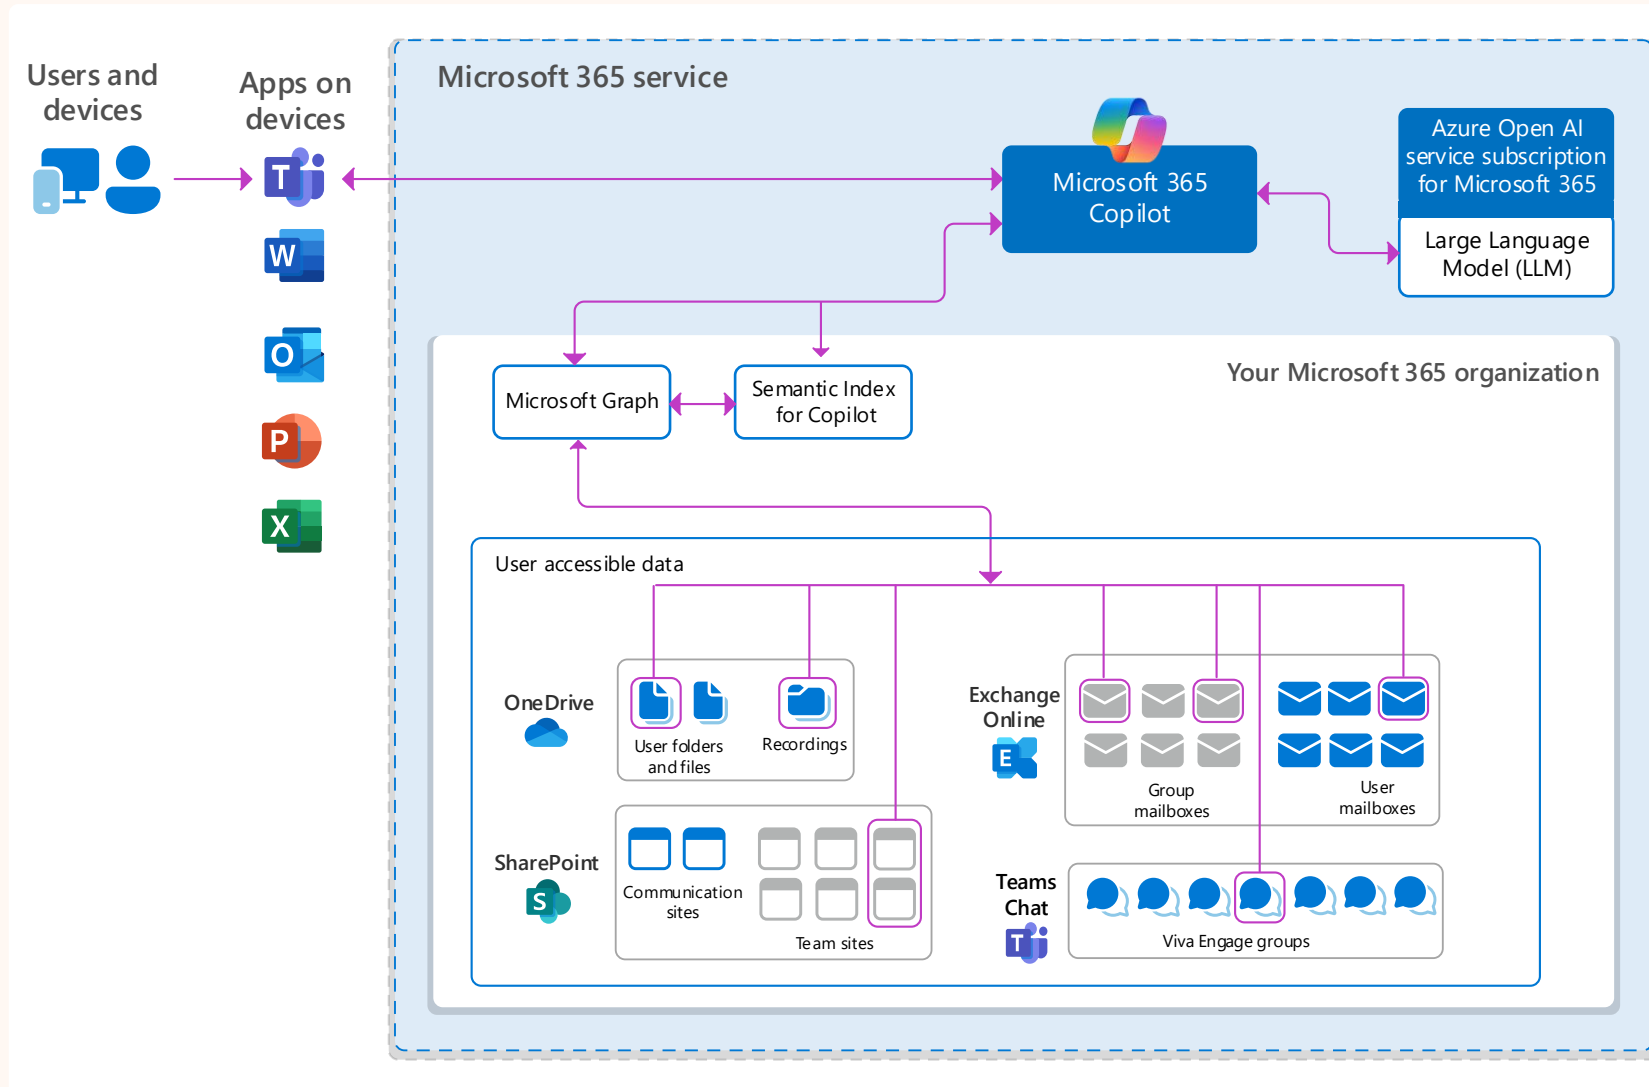 Users and
devices
Apps on
devices
T
W
O
P
X
Microsoft 365 service
Microsoft 365
Copilot
Azure Open AI
service subscription
for Microsoft 365
Large Language
Model (LLM)
Your Microsoft 365 organization
Microsoft Graph
Semantic Index
for Copilot
User accessible data
OneDrive
User folders
and files
Recordings
SharePoint
S
Communication
sites
Team sites
Exchange
Online
E
Group
mailboxes
User
mailboxes
Teams
Chat
T
Viva Engage groups